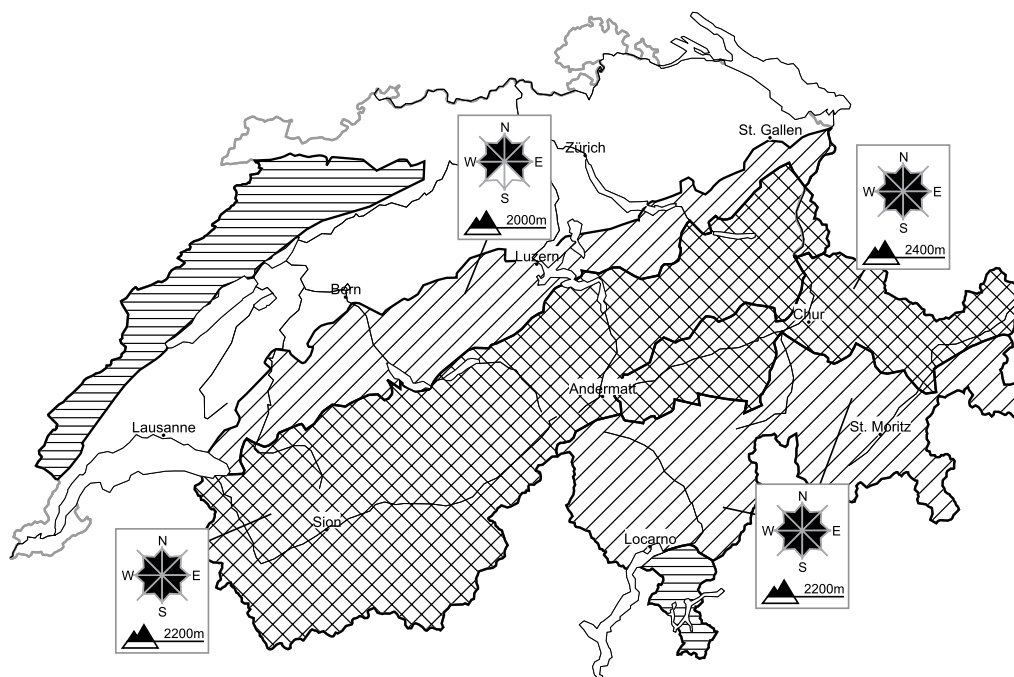 St. Gallen
Zürich
N
W E
S
2000m
N
W E
S
2400m
Luzern
Bern
Chur
Andermatt
Lausanne
St. Moritz
Sion
Locarno
N
W E
S
2200m
N
W E
S
2200m